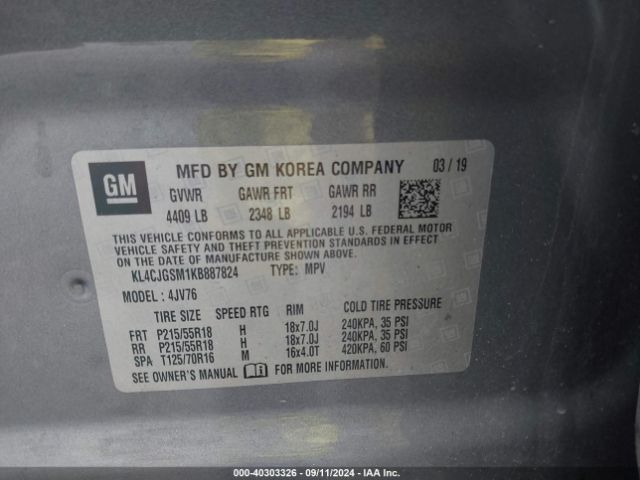 GM
MFD BY GM KOREA COMPANY 03 / 19
GVWR GAWR FRT GAWR RR
4409 LB 2348 LB 2194 LB
THIS VEHICLE CONFORMS TO ALL APPLICABLE U.S. FEDERAL MOTOR
VEHICLE SAFETY AND THEFT PREVENTION STANDARDS IN EFFECT
ON THE DATE OF MANUFACTURE SHOWN ABOVE.
KL4CJGSM1KB887824 TYPE: MPV
MODEL : 4JV76
TIRE SIZE SPEED RTG RIM COLD TIRE PRESSURE
FRT P215/55R18 H 18x7.0J 240KPA, 35 PSI
RR P215/55R18 H 18x7.0J 240KPA, 35 PSI
SPA T125/70R16 M 16x4.0T 420KPA, 60 PSI
SEE OWNER'S MANUAL FOR MORE INFORMATION
000-40303326 - 09/11/2024 - IAA Inc.